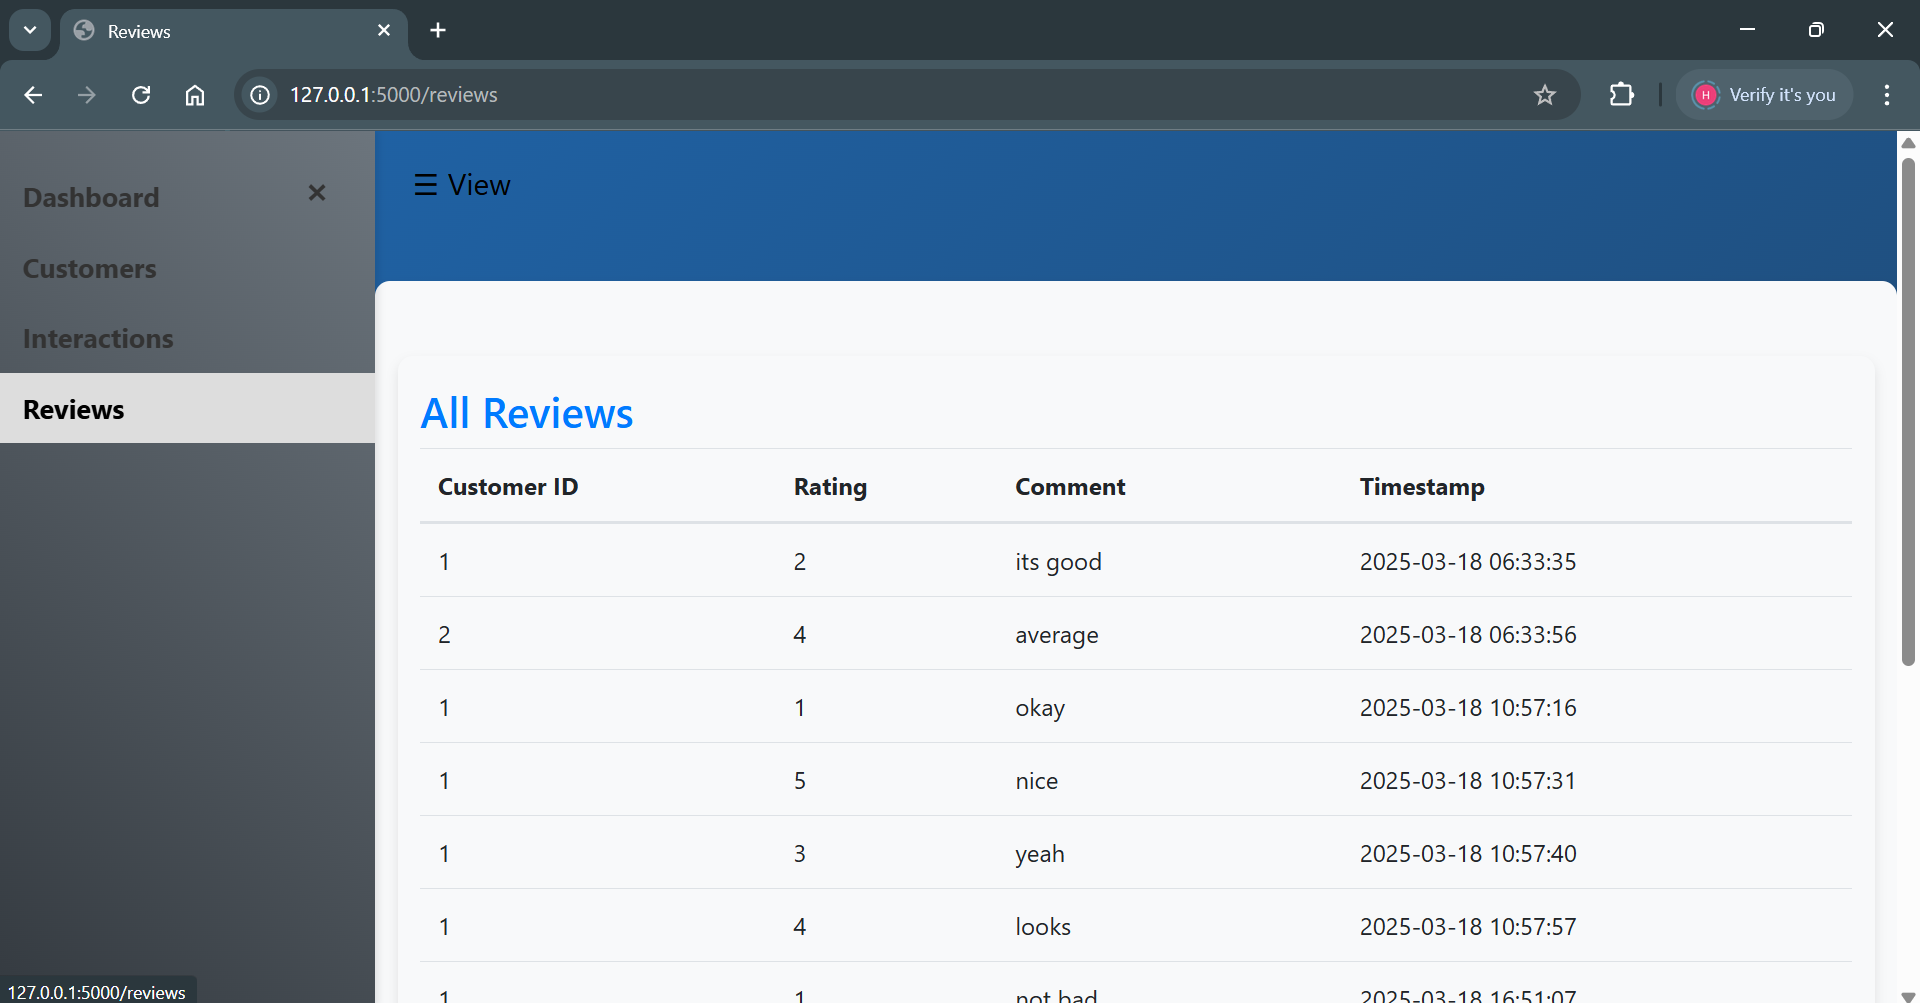 Reviews
127.0.0.1:5000/reviews
H Verify it's you
Dashboard ×
Customers
Interactions
Reviews
☰ View
All Reviews
Customer ID Rating Comment Timestamp
1 2 its good 2025-03-18 06:33:35
2 4 average 2025-03-18 06:33:56
1 1 okay 2025-03-18 10:57:16
1 5 nice 2025-03-18 10:57:31
1 3 yeah 2025-03-18 10:57:40
1 4 looks 2025-03-18 10:57:57
1 1 not bad 2025-03-18 16:51:07
127.0.0.1:5000/reviews